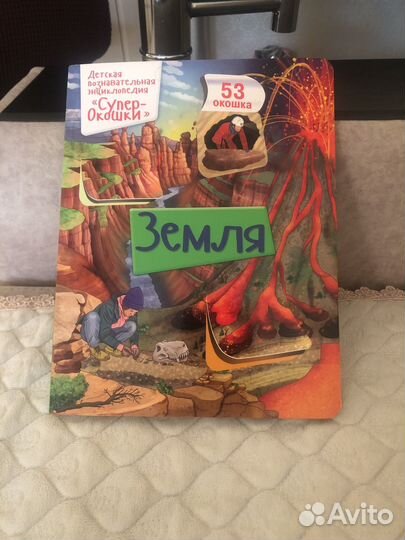 Детская
познавательная
энциклопедия
«Супер-
Окошки»
53
окошка
Земля
Avito